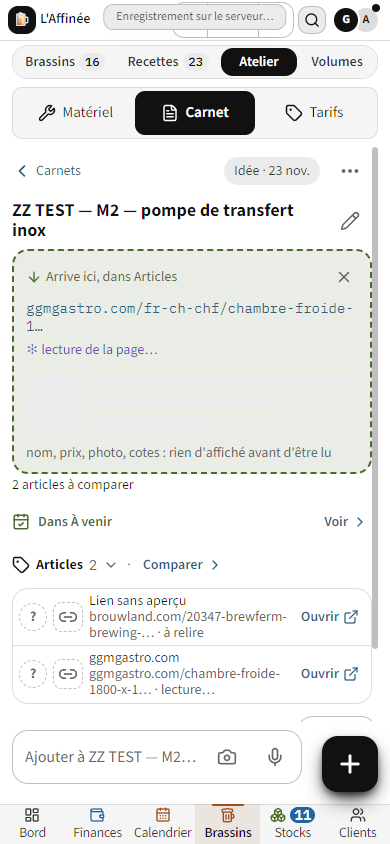 L'Affinée
Enregistrement sur le serveur…
G
A
Brassins 16
Recettes 23
Atelier
Volumes
Matériel
Carnet
Tarifs
Carnets
Idée · 23 nov.
ZZ TEST — M2 — pompe de transfert
inox
Arrive ici, dans Articles
ggmgastro.com/fr-ch-chf/chambre-froide-
1…
lecture de la page…
nom, prix, photo, cotes : rien d'affiché avant d'être lu
2 articles à comparer
Dans À venir
Voir
Articles 2 · Comparer
?
Lien sans aperçu
brouwland.com/20347-brewferm-
brewing-… · à relire
Ouvrir
?
ggmgastro.com
ggmgastro.com/chambre-froide-
1800-x-1… · lecture…
Ouvrir
Ajouter à ZZ TEST — M2…
Bord
Finances
Calendrier
Brassins
11
Stocks
Clients